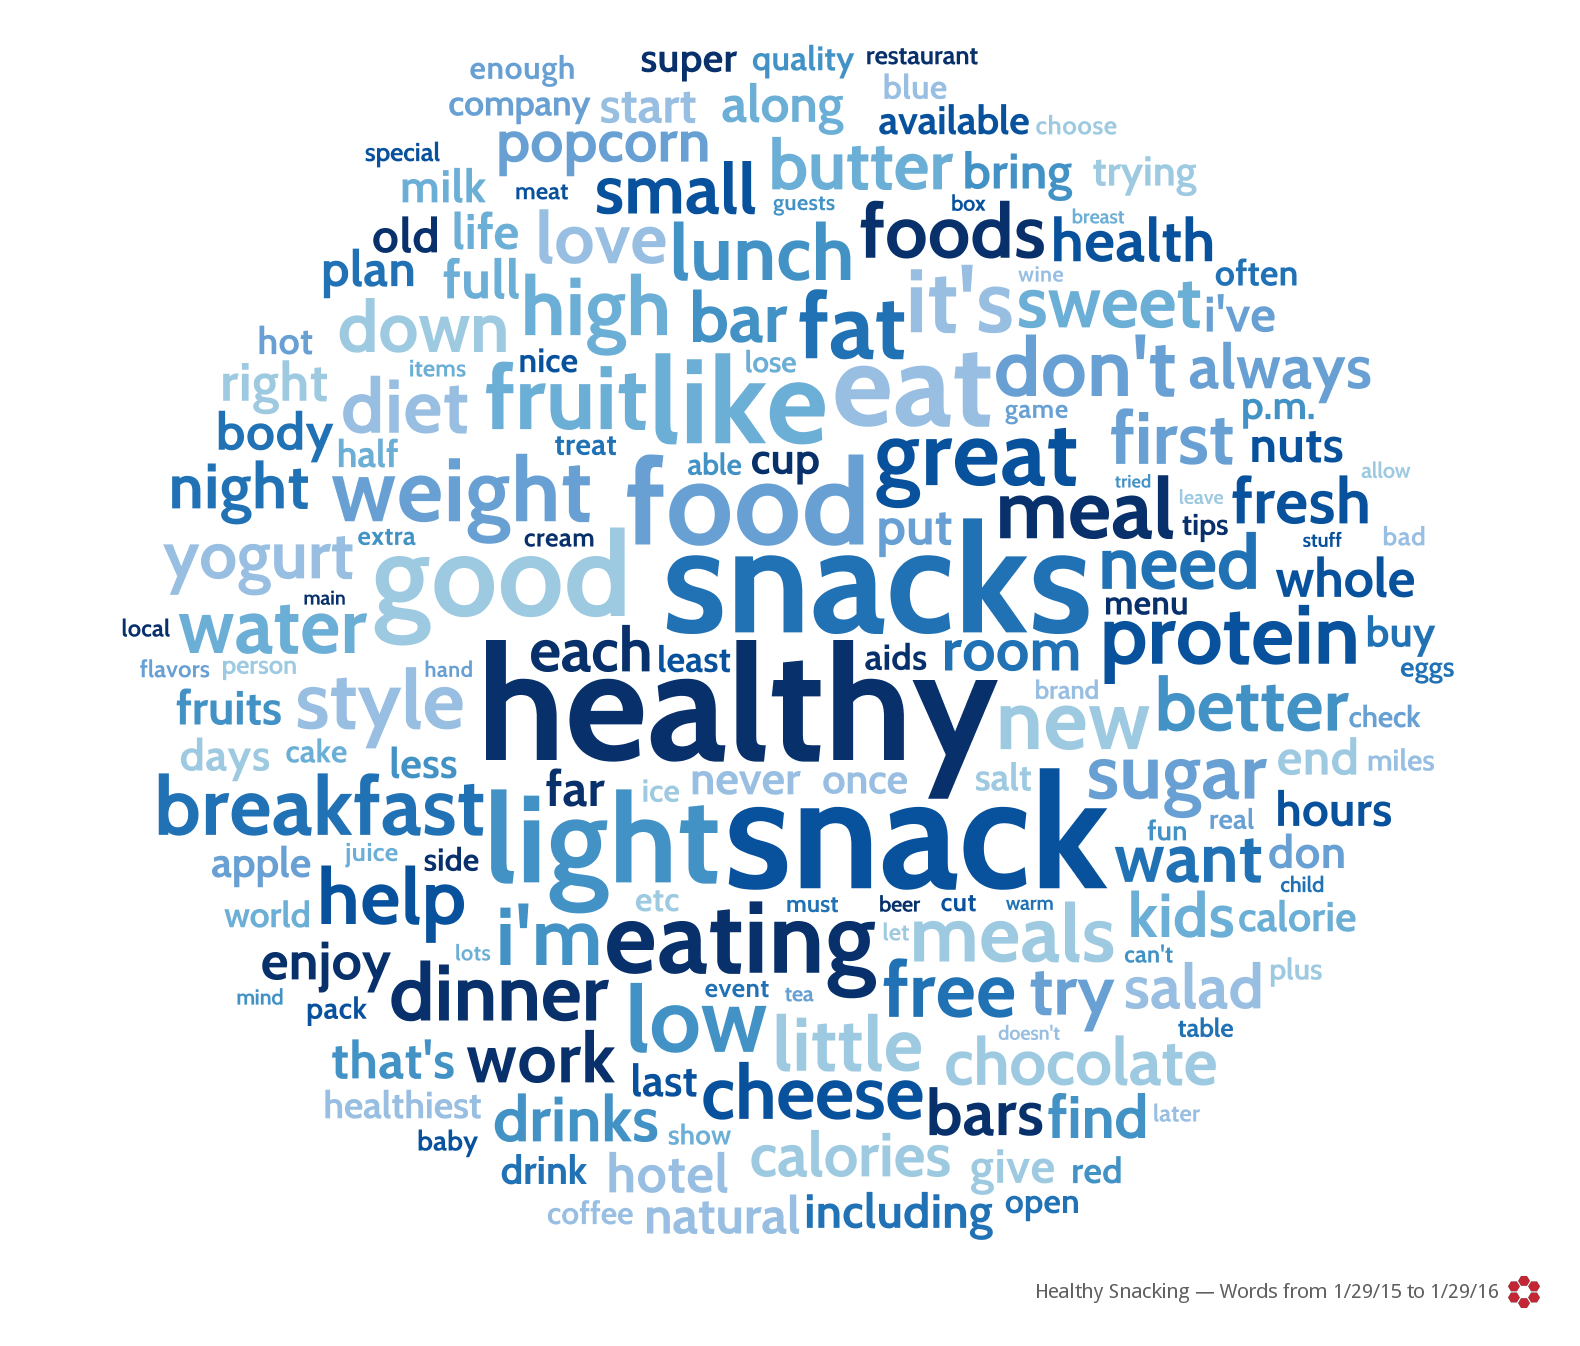 super quality restaurant
enough blue
company start along available choose
popcorn butter bring trying
special milk meat small guests box breast
old life love lunch foods health
plan full high bar fat it's wine sweet i've often
hot down nice lose don't always
right items diet fruit like eat game p.m.
body half treat able cup great first nuts
night weight food put meal tried leave tips fresh allow
yogurt extra cream good snacks need stuff bad
main menu whole
local water each least aids room protein buy
flavors person hand healthy brand eggs
fruits style new better check
days cake less never once salt sugar end miles
breakfast far ice light snack fun real hours
apple juice side want don
help etc must beer cut warm child
world i'm eating let meals kids calorie
enjoy lots can't
mind pack dinner event tea low free try salad plus
that's work little doesn't chocolate table
healthiest drinks last cheese bars find later
baby show calories
drink hotel give red
coffee natural including open
Healthy Snacking — Words from 1/29/15 to 1/29/16